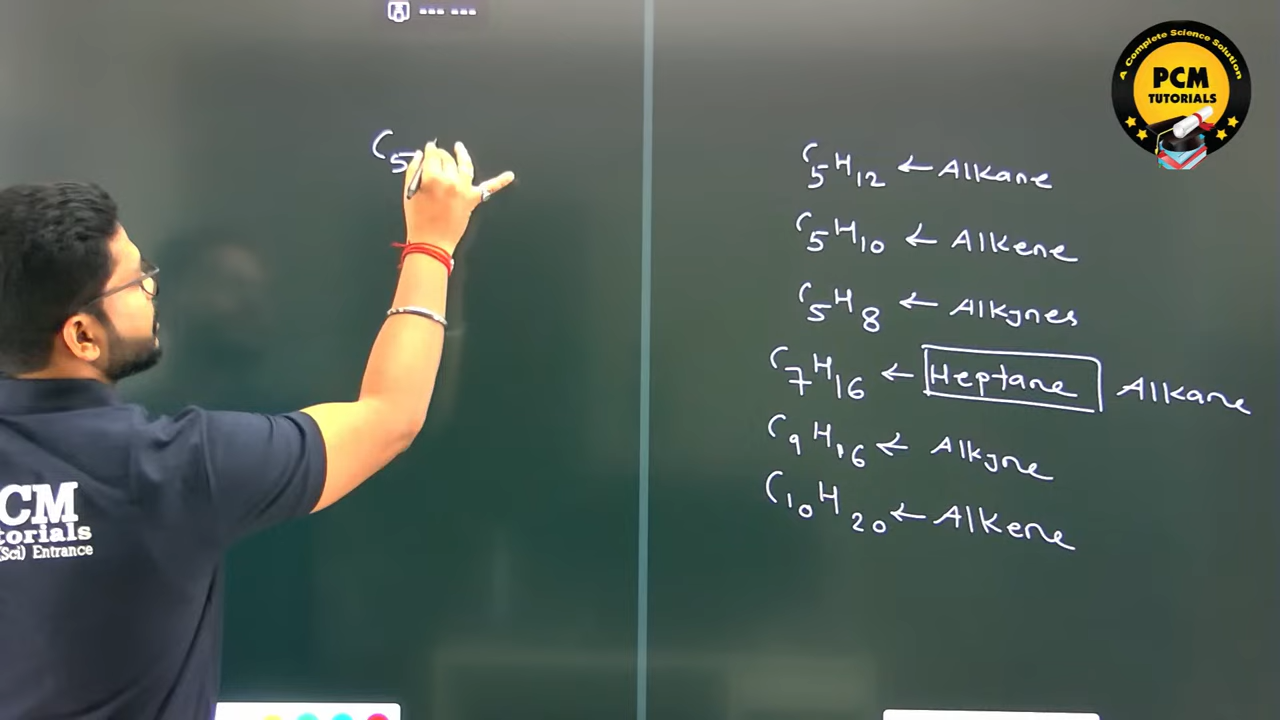 A Complete Science Solution
PCM
TUTORIALS
C5
C5H12 ← Alkane
C5H10 ← Alkene
C5H8 ← Alkynes
C7H16 ← Heptane Alkane
C9H16 ← Alkyne
C10H20 ← Alkene
CM
torials
(Sci) Entrance